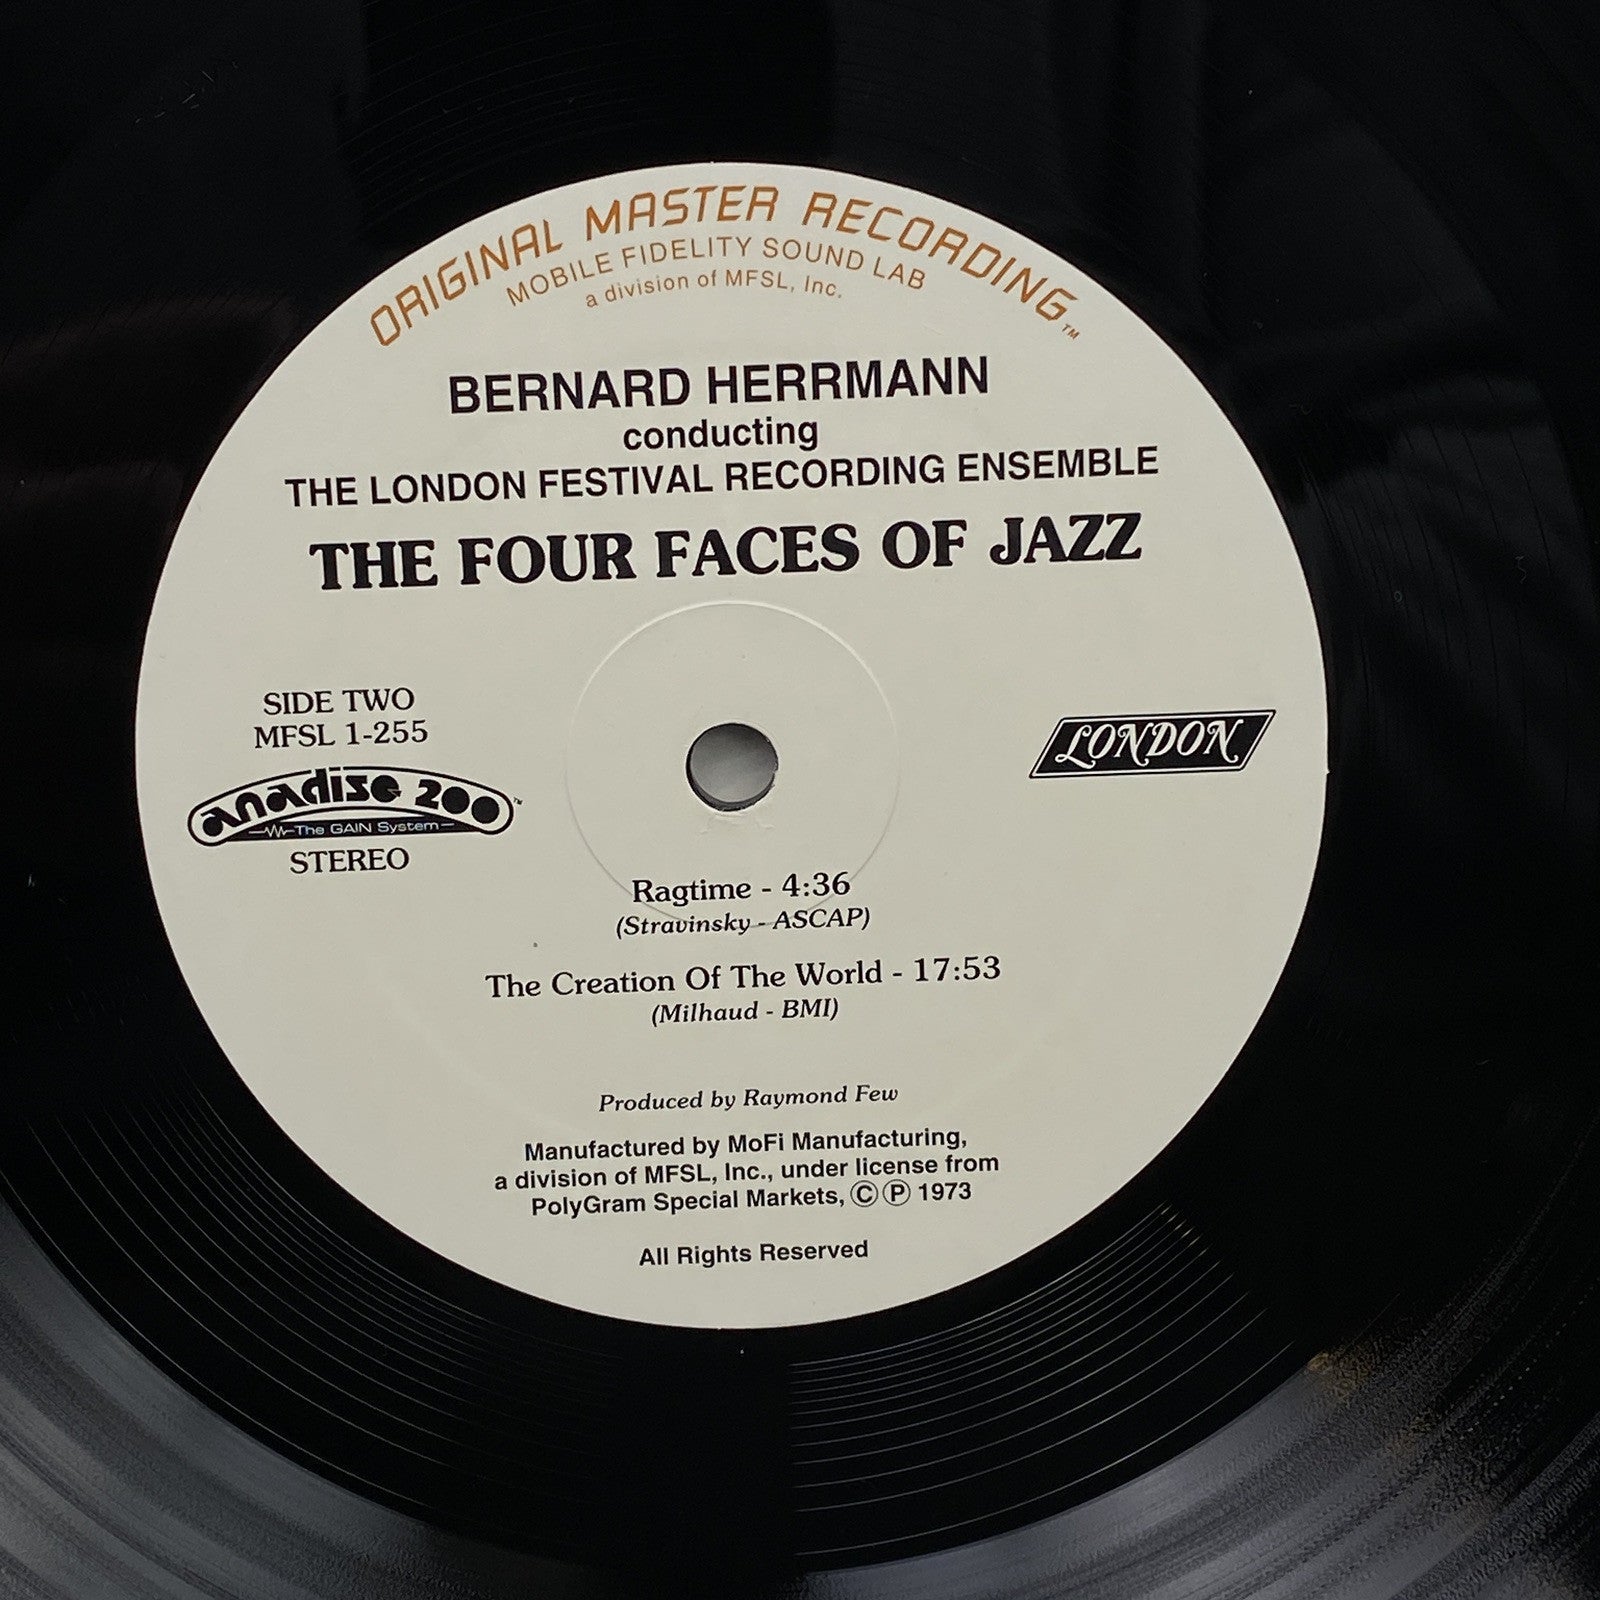 ORIGINAL MASTER RECORDING™
MOBILE FIDELITY SOUND LAB
a division of MFSL, Inc.
BERNARD HERRMANN
conducting
THE LONDON FESTIVAL RECORDING ENSEMBLE
THE FOUR FACES OF JAZZ
SIDE TWO
MFSL 1-255
anadisc 200™
The GAIN System
STEREO
LONDON
Ragtime - 4:36
(Stravinsky - ASCAP)
The Creation Of The World - 17:53
(Milhaud - BMI)
Produced by Raymond Few
Manufactured by MoFi Manufacturing,
a division of MFSL, Inc., under license from
PolyGram Special Markets, Ⓒ Ⓟ 1973
All Rights Reserved